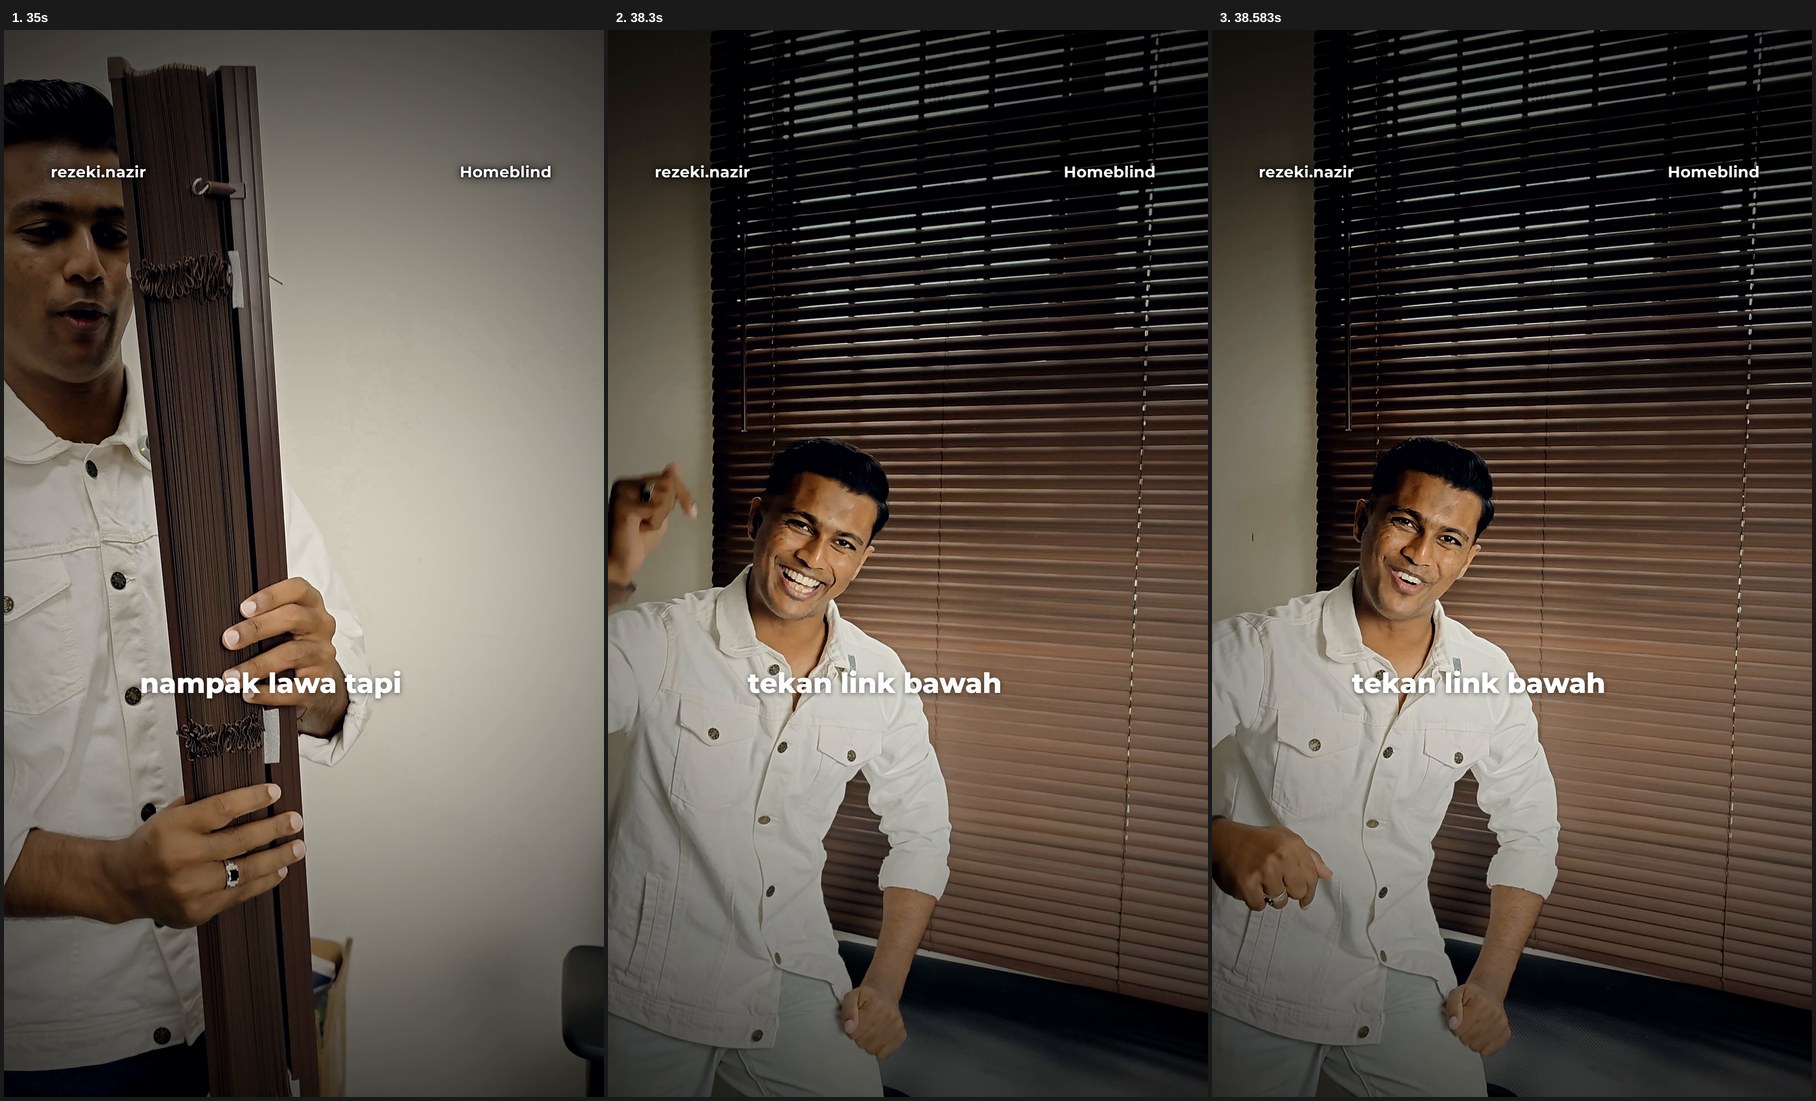 1. 35s
2. 38.3s
3. 38.583s
rezeki.nazir
Homeblind
rezeki.nazir
Homeblind
rezeki.nazir
Homeblind
nampak lawa tapi
tekan link bawah
tekan link bawah